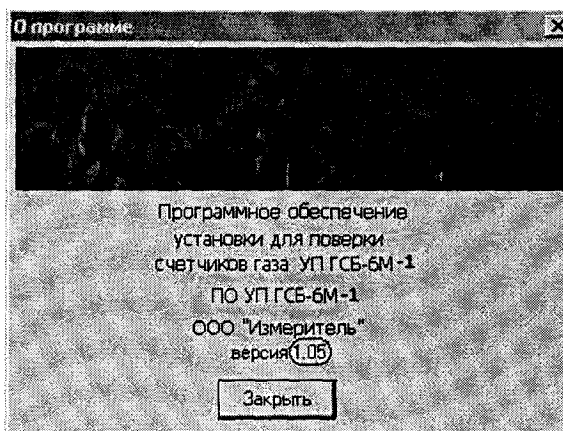 О программе
Программное обеспечение
установки для поверки
счетчиков газа УП ГСБ-6М-1
ПО УП ГСБ-6М-1
ООО "Измеритель"
версия 1.05
Закрыть